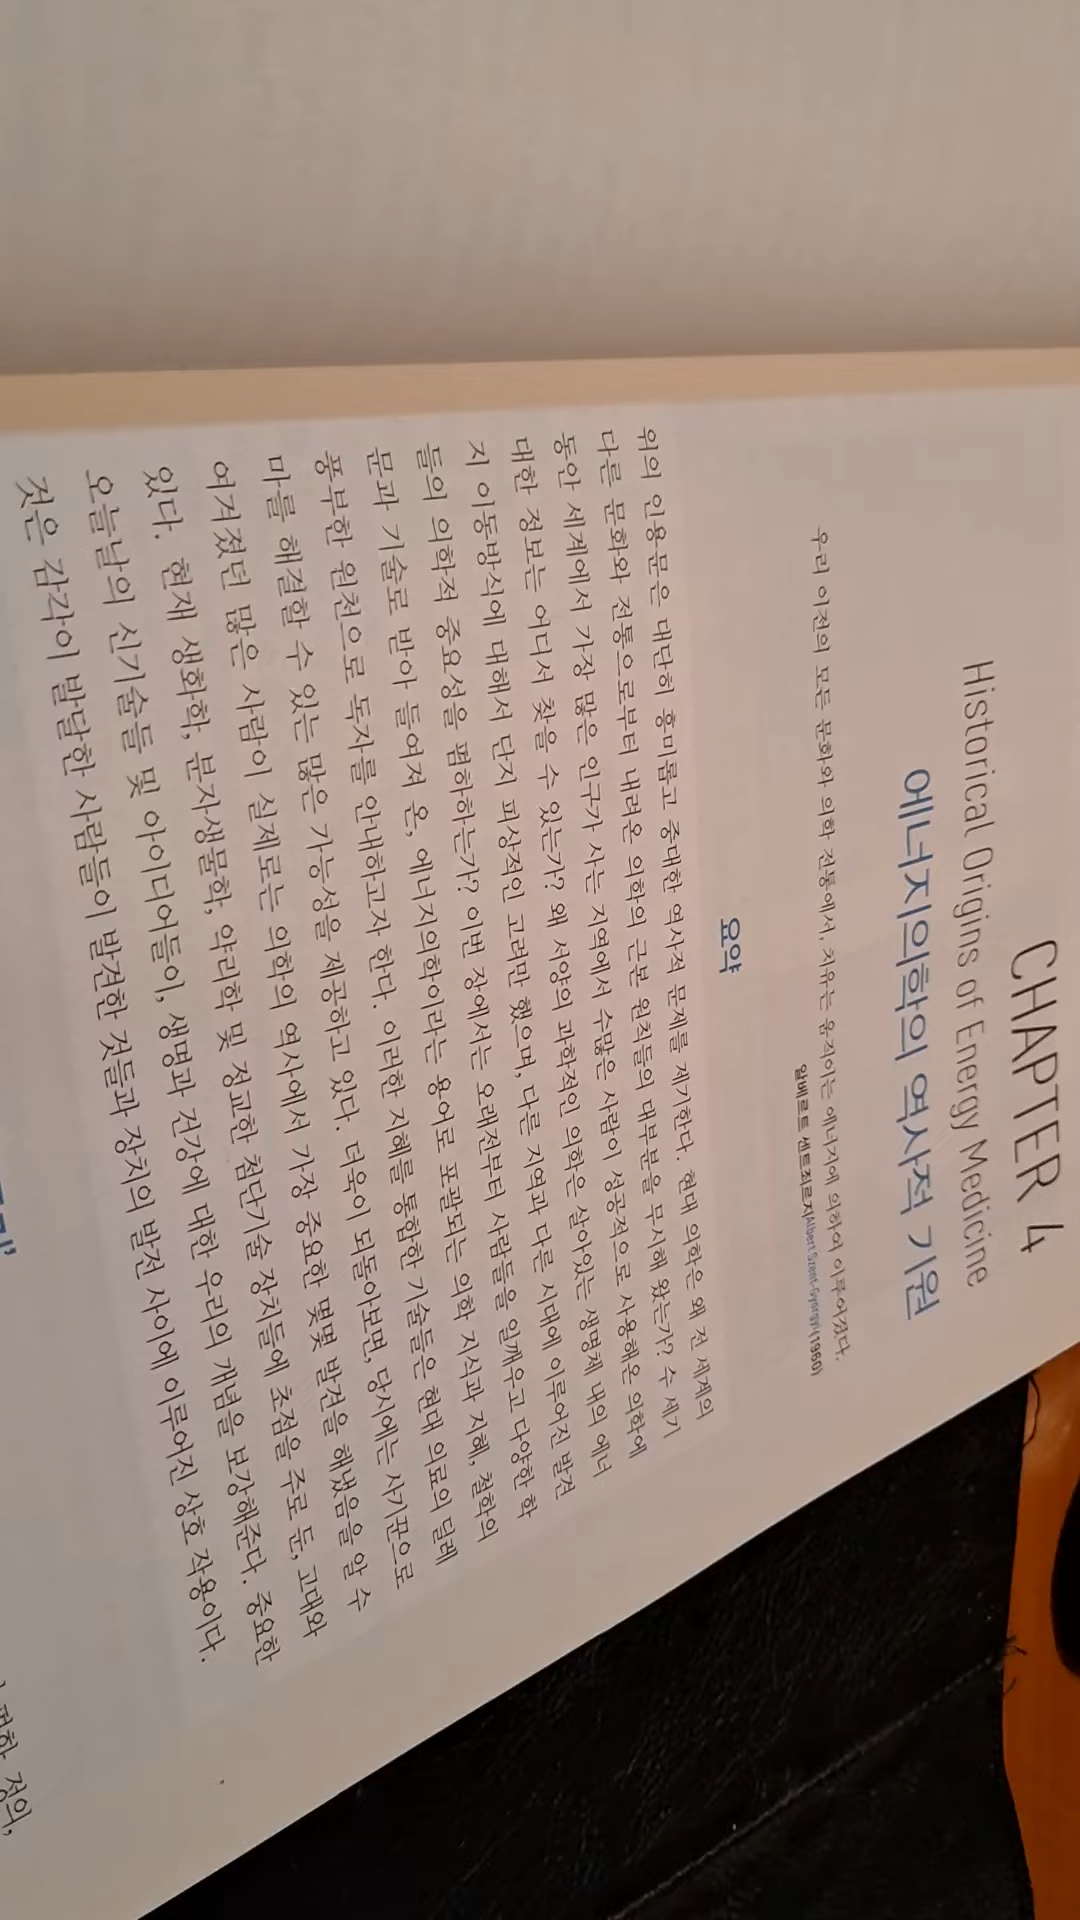 CHAPTER 4
Historical Origins of Energy Medicine
에너지의학의 역사적 기원
우리 이전의 모든 문화와 의학 전통에서, 치유는 움직이는 에너지에 의하여 이루어졌다.
알베르트 센트죄르지Albert Szent-Gyorgyi(1960)
요약
위의 인용문은 대단히 흥미롭고 중대한 역사적 문제를 제기한다. 현대 의학은 왜 전 세계의
다른 문화와 전통으로부터 내려온 의학의 근본 원칙들의 대부분을 무시해 왔는가? 수 세기
동안 세계에서 가장 많은 인구가 사는 지역에서 수많은 사람이 성공적으로 사용해온 의학에
대한 정보는 어디서 찾을 수 있는가? 왜 서양의 과학적인 의학은 살아있는 생명체 내의 에너
지 이동방식에 대해서 단지 피상적인 고려만 했으며, 다른 지역과 다른 시대에 이루어진 발견
들의 의학적 중요성을 폄하하는가? 이번 장에서는 오래전부터 사람들을 일깨우고 다양한 학
문과 기술로 받아 들여져 온, 에너지의학이라는 용어로 포괄되는 의학 지식과 지혜, 철학의
풍부한 원천으로 독자를 안내하고자 한다. 이러한 지혜를 통합한 기술들은 현대 의료의 딜레
마를 해결할 수 있는 많은 가능성을 제공하고 있다. 더욱이 되돌아보면, 당시에는 사기꾼으로
여겨졌던 많은 사람이 실제로는 의학의 역사에서 가장 중요한 몇몇 발견을 해냈음을 알 수
있다. 현재 생화학, 분자생물학, 약리학 및 정교한 첨단기술 장치들에 초점을 주로 둔, 고대와
오늘날의 신기술들 및 아이디어들이, 생명과 건강에 대한 우리의 개념을 보강해준다. 중요한
것은 감각이 발달한 사람들이 발견한 것들과 장치의 발전 사이에 이루어진 상호 작용이다.
정의,